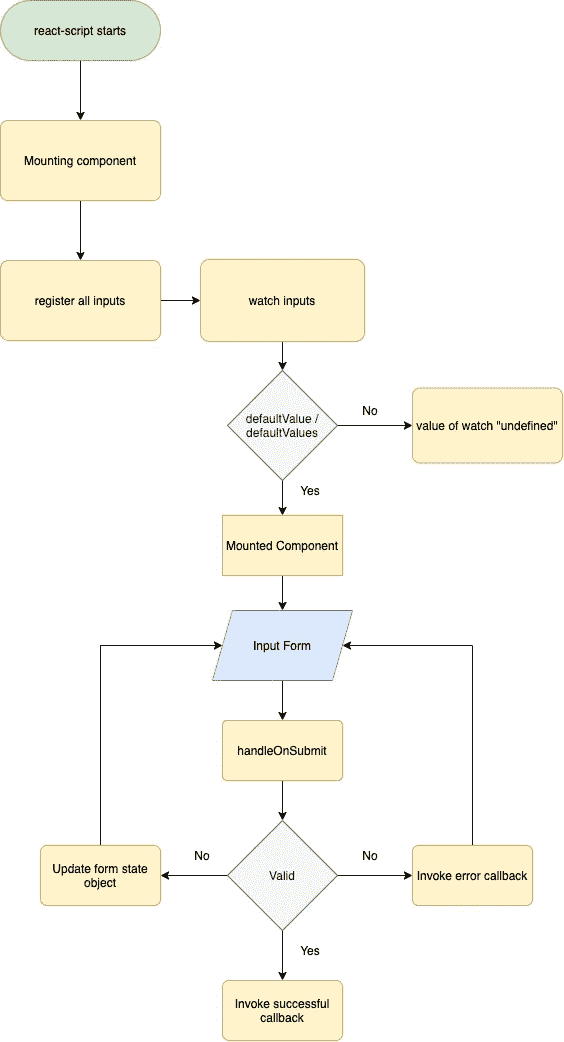 react-script starts
Mounting component
register all inputs
watch inputs
defaultValue /
defaultValues
No
value of watch "undefined"
Yes
Mounted Component
Input Form
handleOnSubmit
No
No
Update form state
object
Valid
Invoke error callback
Yes
Invoke successful
callback